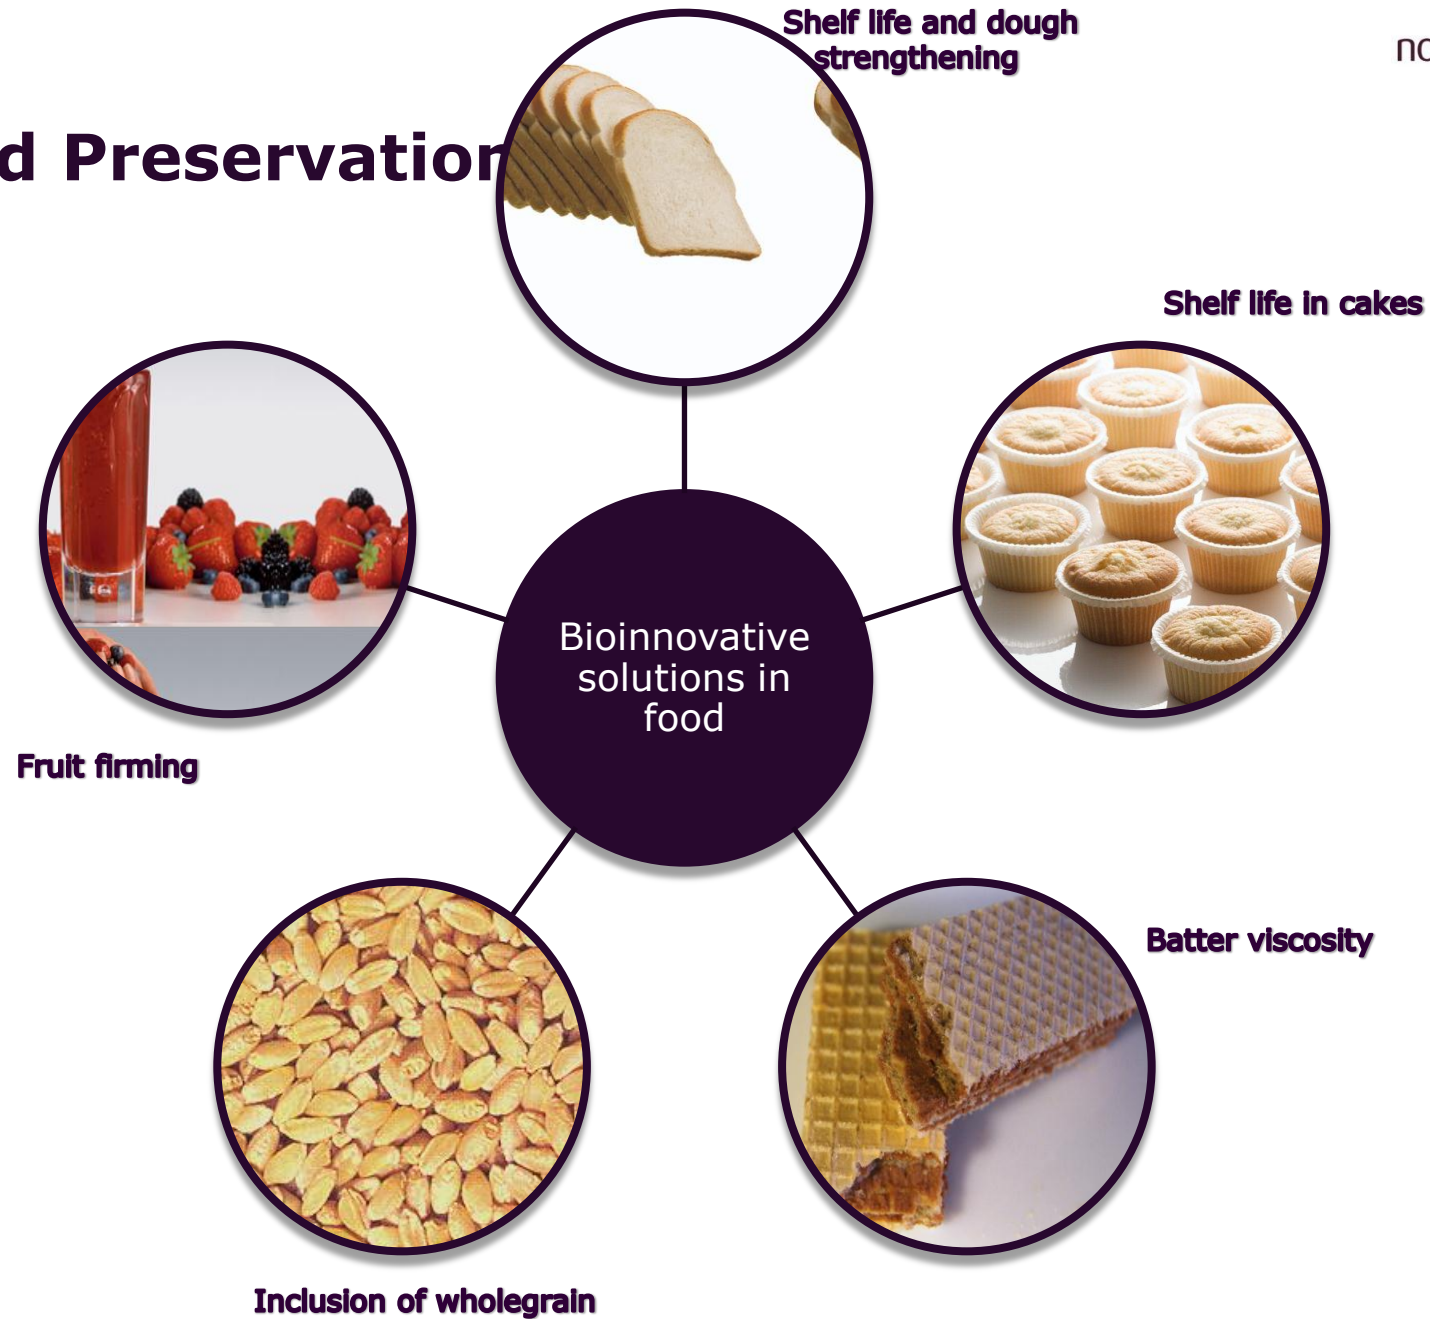 Shelf life and dough
strengthening
d Preservation
Shelf life in cakes
Bioinnovative
solutions in
food
Fruit firming
Batter viscosity
Inclusion of wholegrain